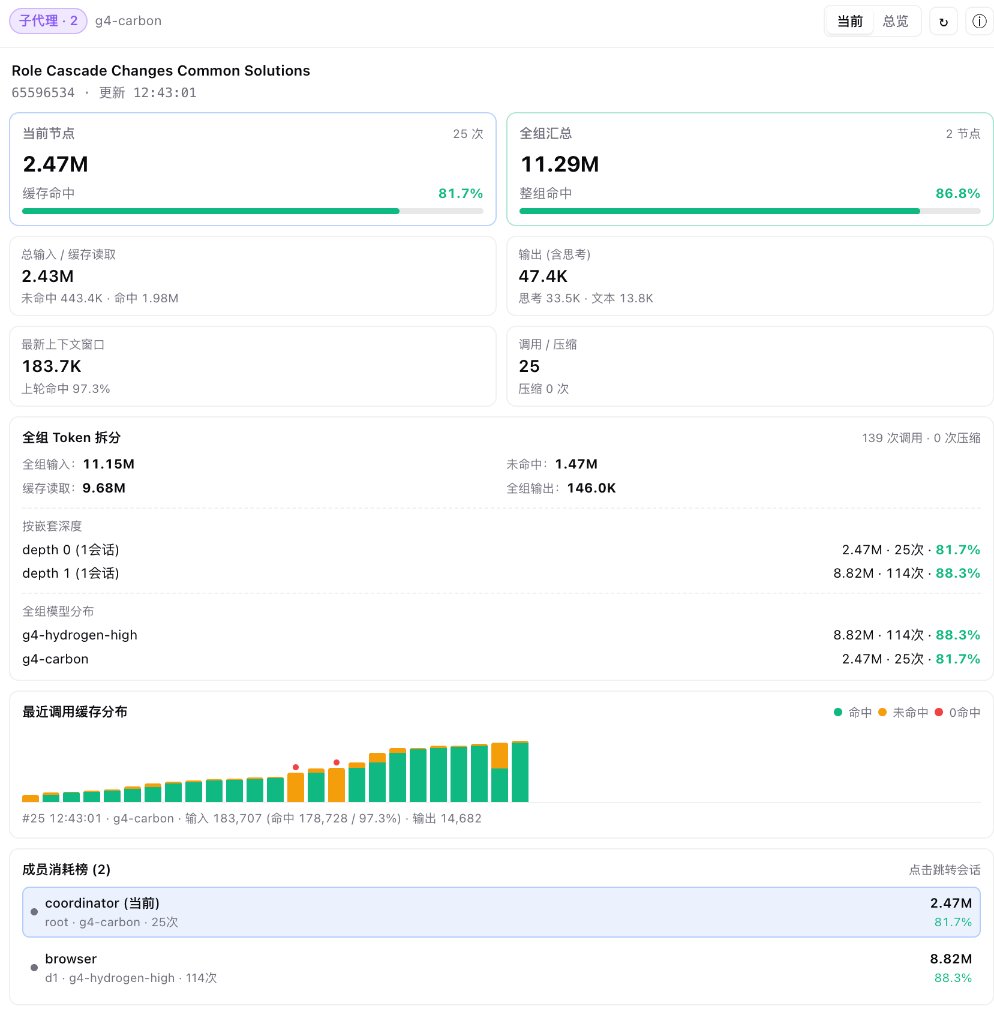 子代理 · 2 g4-carbon 当前 总览 ↻ ⓘ
Role Cascade Changes Common Solutions
65596534 · 更新 12:43:01
当前节点 25 次
2.47M
缓存命中 81.7%
全组汇总 2 节点
11.29M
整组命中 86.8%
总输入 / 缓存读取
2.43M
未命中 443.4K · 命中 1.98M
输出 (含思考)
47.4K
思考 33.5K · 文本 13.8K
最新上下文窗口
183.7K
上轮命中 97.3%
调用 / 压缩
25
压缩 0 次
全组 Token 拆分 139 次调用 · 0 次压缩
全组输入: 11.15M 未命中: 1.47M
缓存读取: 9.68M 全组输出: 146.0K
按嵌套深度
depth 0 (1会话) 2.47M · 25次 · 81.7%
depth 1 (1会话) 8.82M · 114次 · 88.3%
全组模型分布
g4-hydrogen-high 8.82M · 114次 · 88.3%
g4-carbon 2.47M · 25次 · 81.7%
最近调用缓存分布 命中 未命中 0命中
#25 12:43:01 · g4-carbon · 输入 183,707 (命中 178,728 / 97.3%) · 输出 14,682
成员消耗榜 (2) 点击跳转会话
coordinator (当前) 2.47M
root · g4-carbon · 25次 81.7%
browser 8.82M
d1 · g4-hydrogen-high · 114次 88.3%